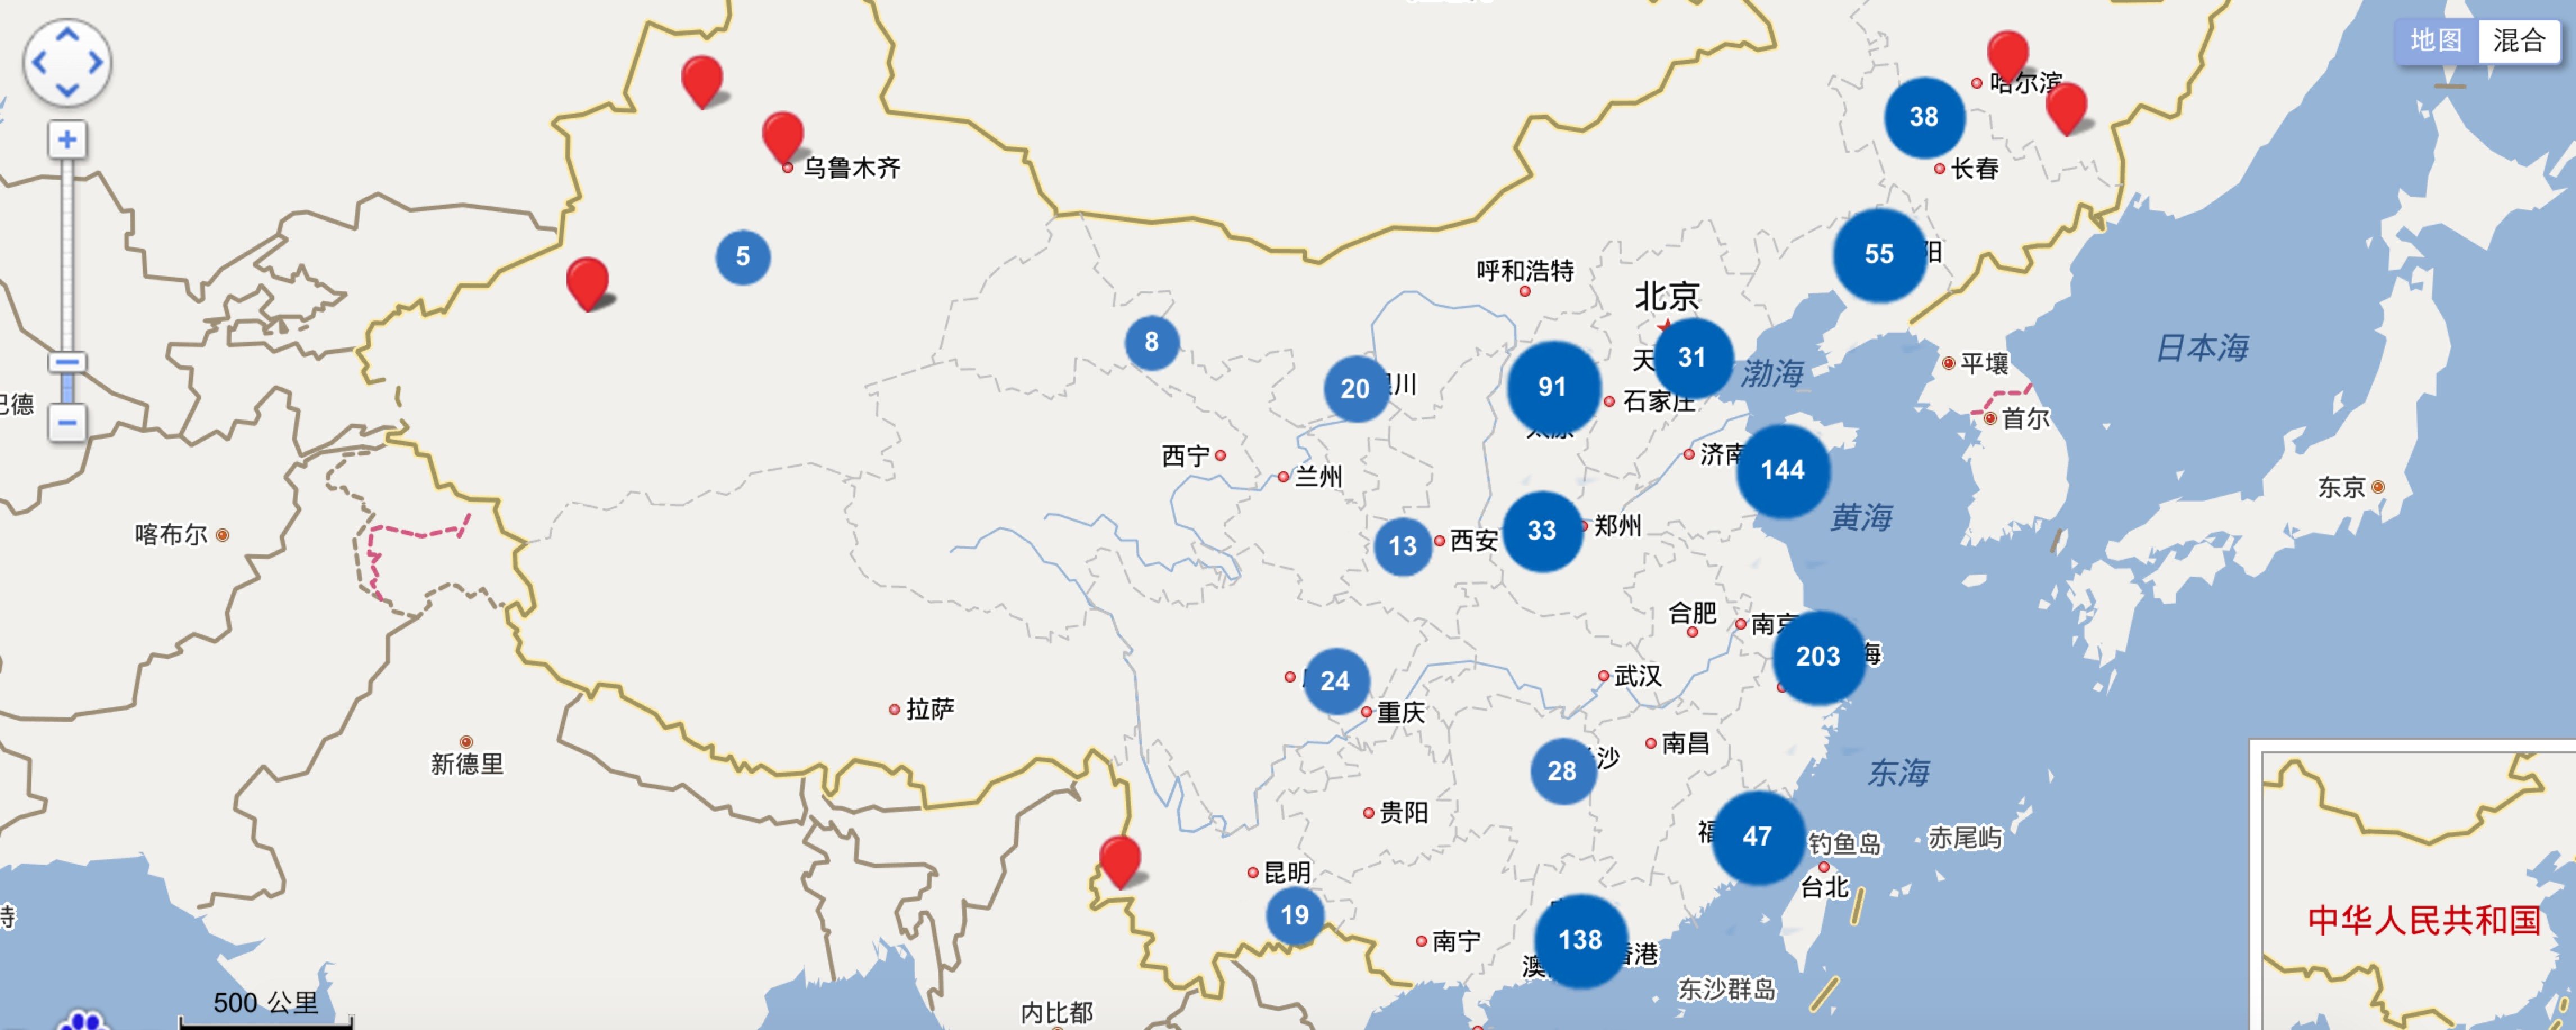 地图
混合
哈尔滨
38
乌鲁木齐
长春
5
55
阳
呼和浩特
北京
8
31
天
渤海
日本海
平壤
20
川
91
石家庄
首尔
西宁
兰州
济南
144
东京
黄海
喀布尔
13
西安
33
郑州
合肥
南京
203
海
24
重庆
武汉
拉萨
新德里
28
沙
南昌
东海
贵阳
47
福
钓鱼岛
赤尾屿
台北
昆明
19
138
香港
南宁
澳
东沙群岛
中华人民共和国
500 公里
内比都